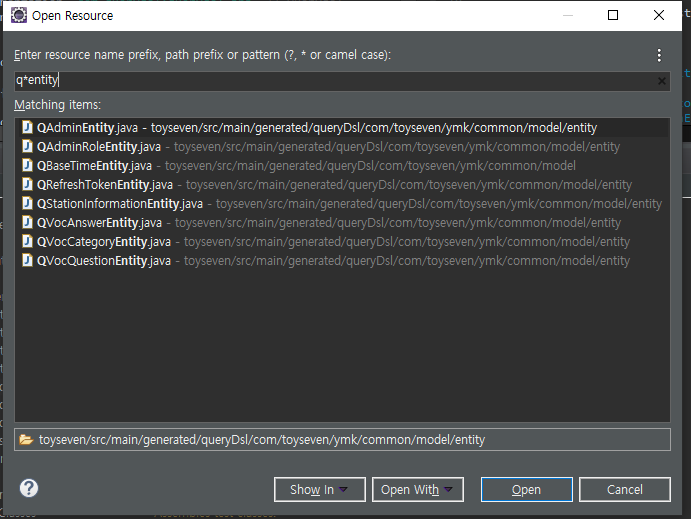 Open Resource
Enter resource name prefix, path prefix or pattern (?, * or camel case):
q*entity
Matching items:
QAdminEntity.java - toyseven/src/main/generated/queryDsl/com/toyseven/ymk/common/model/entity
QAdminRoleEntity.java - toyseven/src/main/generated/queryDsl/com/toyseven/ymk/common/model/entity
QBaseTimeEntity.java - toyseven/src/main/generated/queryDsl/com/toyseven/ymk/common/model
QRefreshTokenEntity.java - toyseven/src/main/generated/queryDsl/com/toyseven/ymk/common/model/entity
QStationInformationEntity.java - toyseven/src/main/generated/queryDsl/com/toyseven/ymk/common/model/entity
QVocAnswerEntity.java - toyseven/src/main/generated/queryDsl/com/toyseven/ymk/common/model/entity
QVocCategoryEntity.java - toyseven/src/main/generated/queryDsl/com/toyseven/ymk/common/model/entity
QVocQuestionEntity.java - toyseven/src/main/generated/queryDsl/com/toyseven/ymk/common/model/entity
toyseven/src/main/generated/queryDsl/com/toyseven/ymk/common/model/entity
? Show In Open With Open Cancel